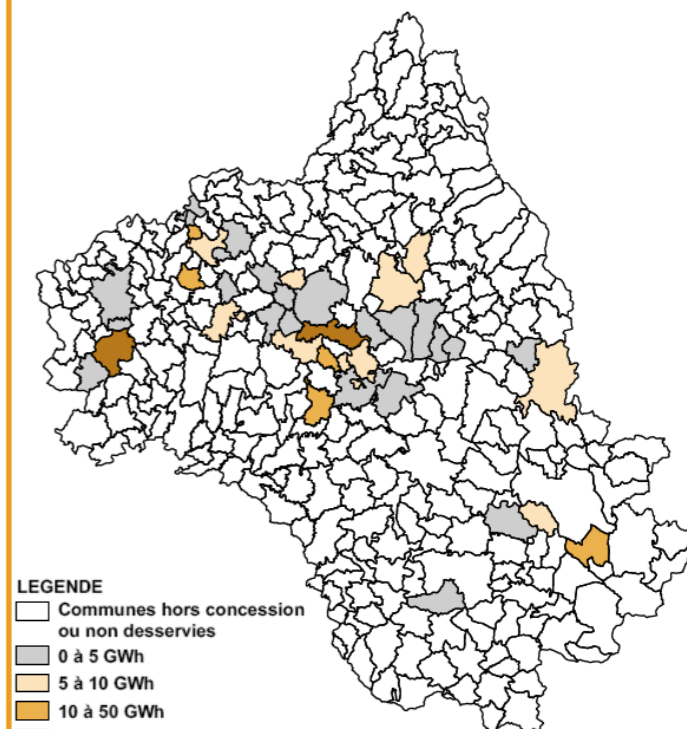 LEGENDE
Communes hors concession
ou non desservies
0 à 5 GWh
5 à 10 GWh
10 à 50 GWh